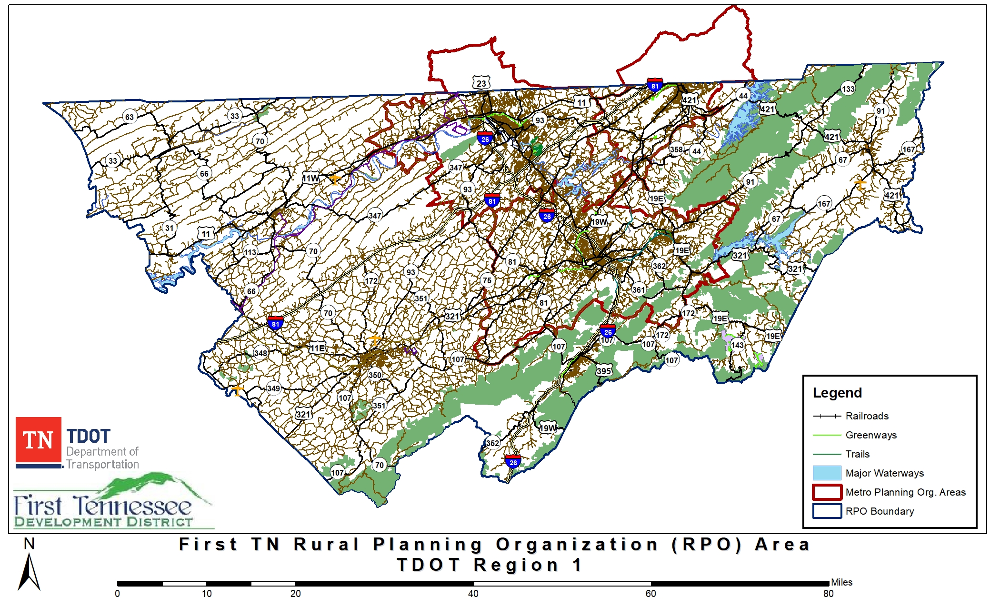 23
81
11
421
44
133
421
91
63
33
93
70
26
421
167
33
358
44
67
347
66
11W
93
91
19E
421
81
167
347
26
19W
67
31
11
113
70
19E
321
81
362
321
93
172
75
66
361
351
81
70
321
172
19E
81
26
172
19E
107
107
107
143
11E
348
107
107
395
350
349
107
351
321
19W
352
26
70
107
TN
TDOT
Department of
Transportation
First Tennessee
DEVELOPMENT DISTRICT
Legend
Railroads
Greenways
Trails
Major Waterways
Metro Planning Org. Areas
RPO Boundary
N
First TN Rural Planning Organization (RPO) Area
TDOT Region 1
Miles
0 10 20 40 60 80